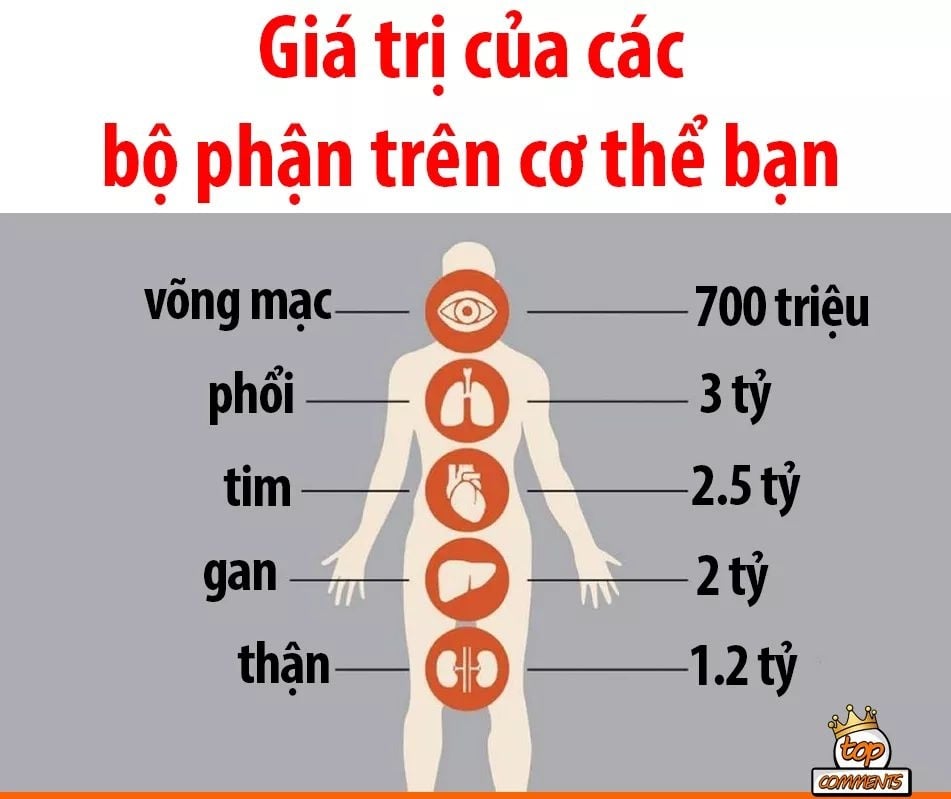 Giá trị của các
bộ phận trên cơ thể bạn
võng mạc 700 triệu
phổi 3 tỷ
tim 2.5 tỷ
gan 2 tỷ
thận 1.2 tỷ
top
COMMENTS